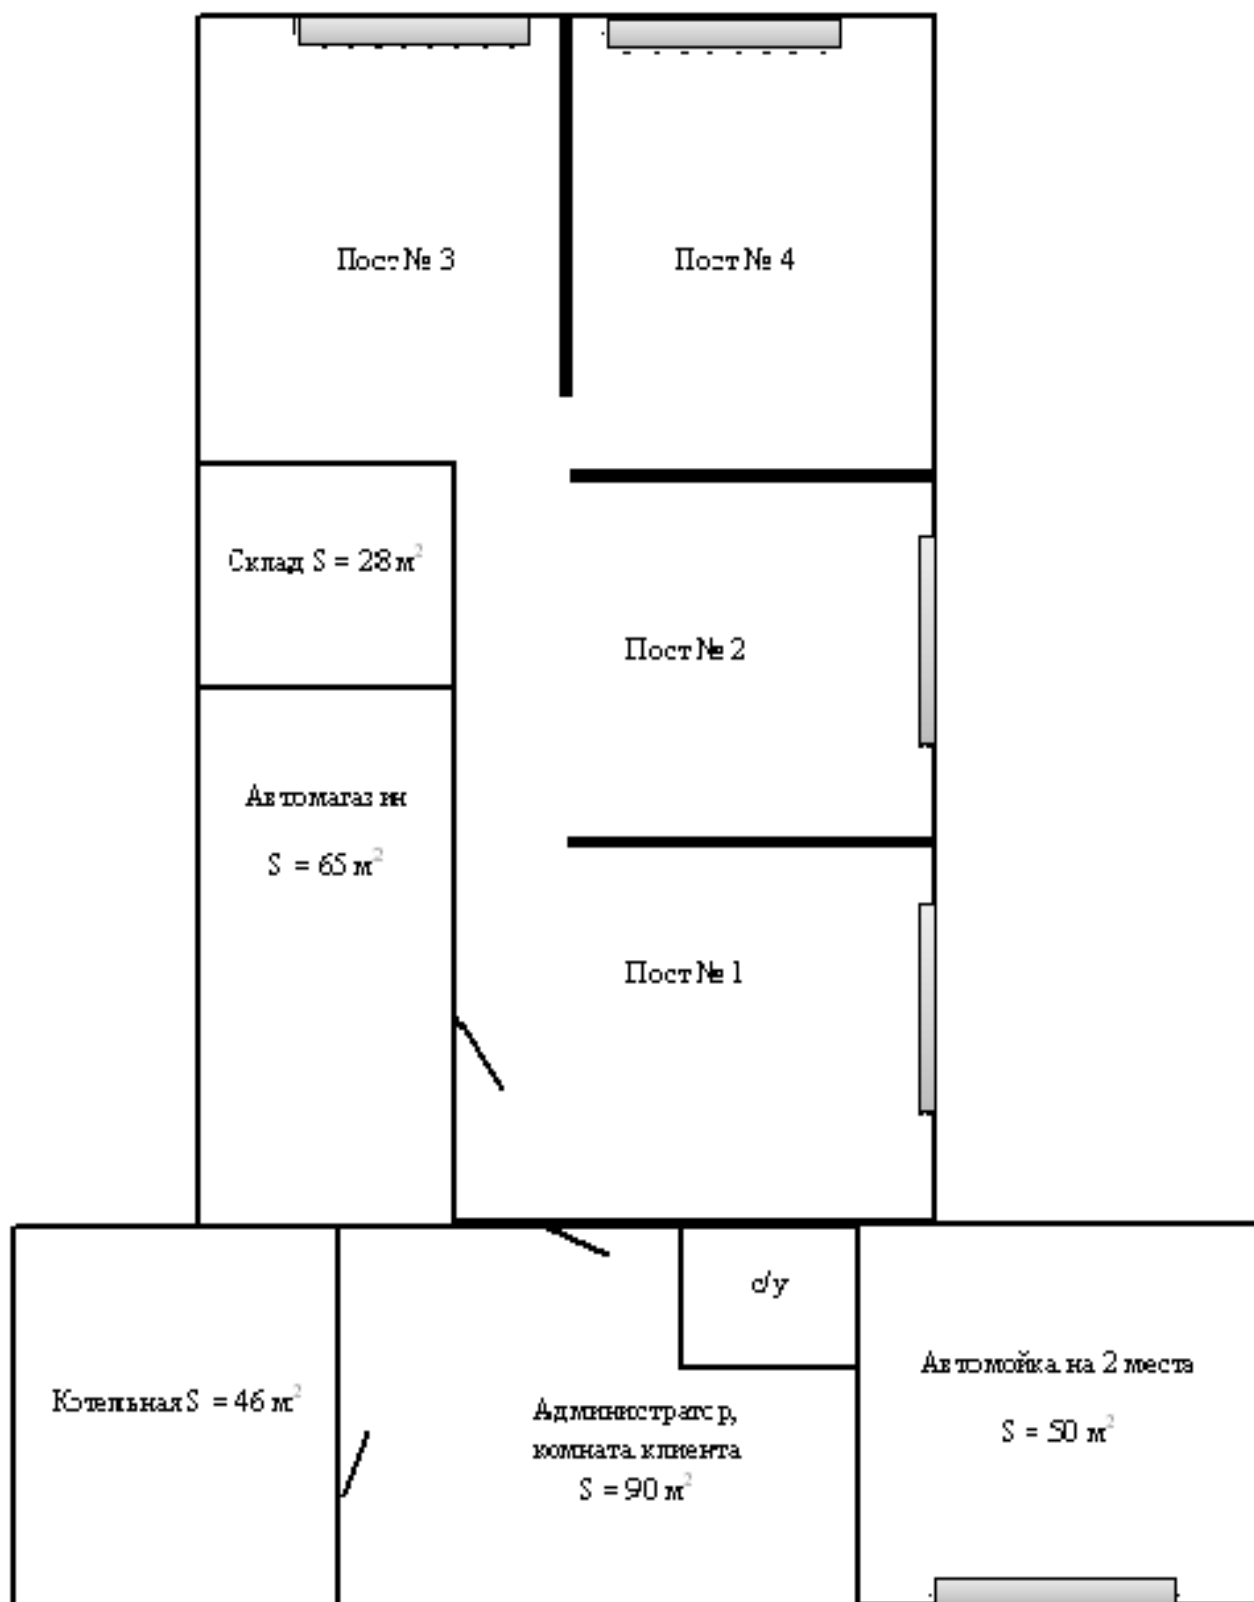 Пост № 3
Пост № 4
Склад S = 28 м²
Пост № 2
Автомагазин
S = 65 м²
Пост № 1
с/у
Автомойка на 2 места
S = 50 м²
Котельная S = 46 м²
Администратор,
комната клиента
S = 90 м²